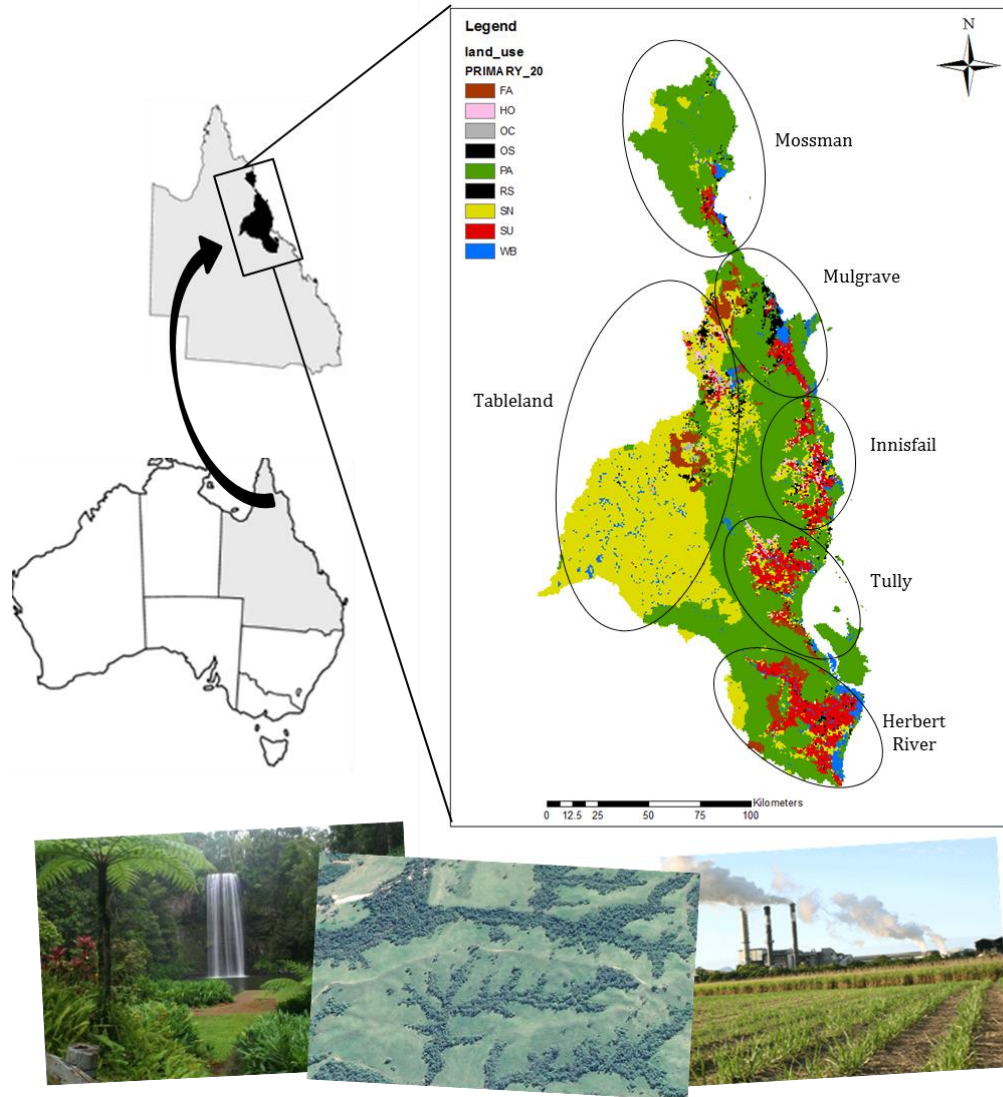 Legend
land_use
PRIMARY_20
FA
HO
OC
OS
PA
RS
SN
SU
WB
N
Mossman
Mulgrave
Tableland
Innisfail
Tully
Herbert
River
Kilometers
0 12.5 25 50 75 100